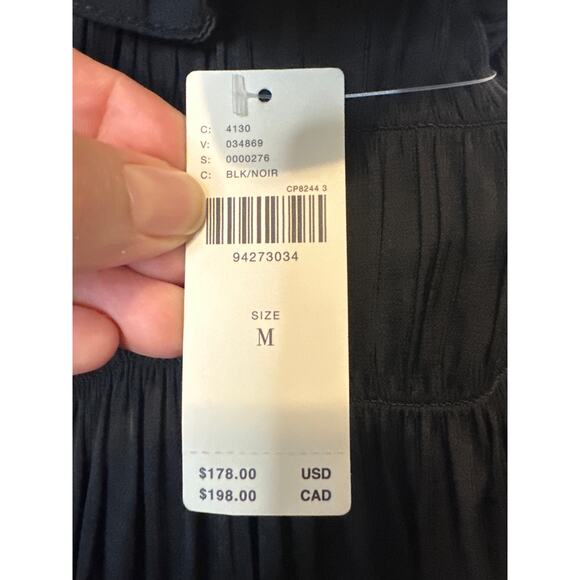 C: 4130
V: 034869
S: 0000276
C: BLK/NOIR
CP8244 3
94273034
SIZE
M
$178.00 USD
$198.00 CAD